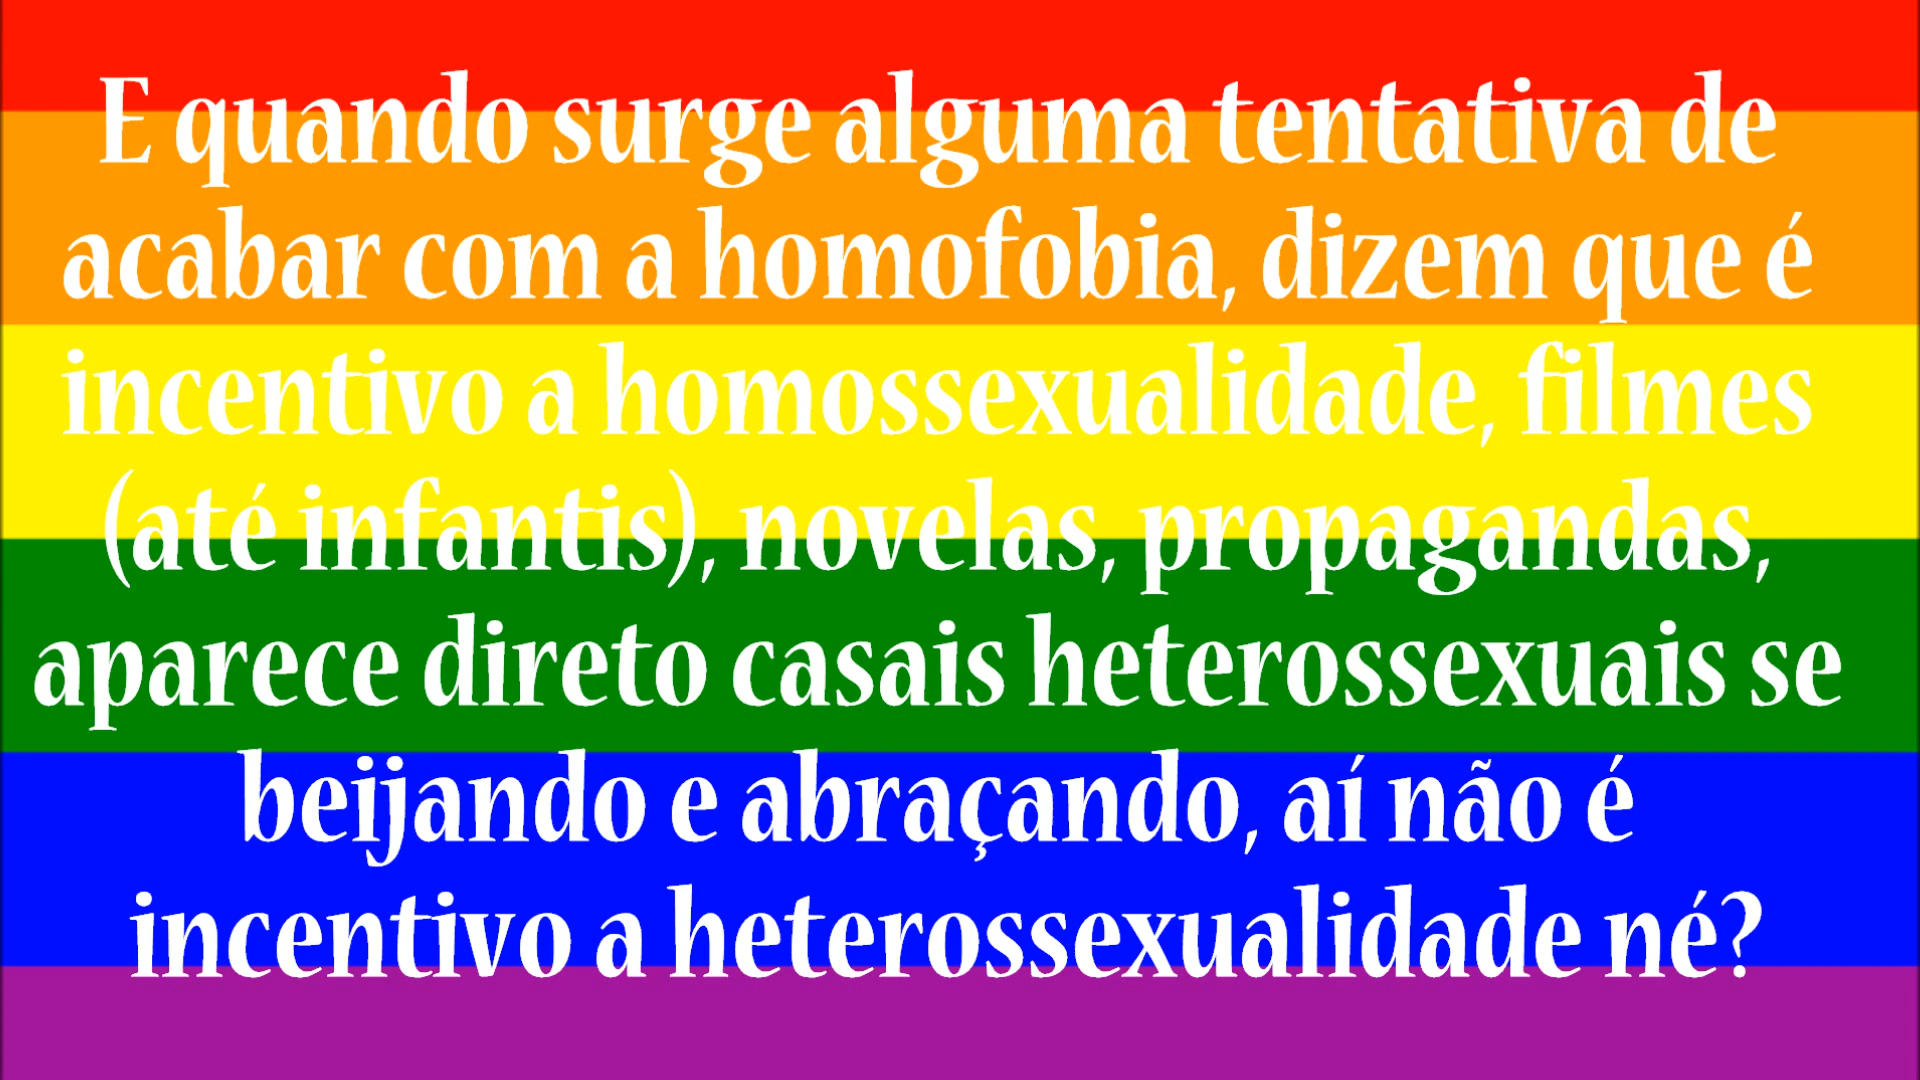 E quando surge alguma tentativa de
acabar com a homofobia, dizem que é
incentivo a homossexualidade, filmes
(até infantis), novelas, propagandas,
aparece direto casais heterossexuais se
beijando e abraçando, aí não é
incentivo a heterossexualidade né?